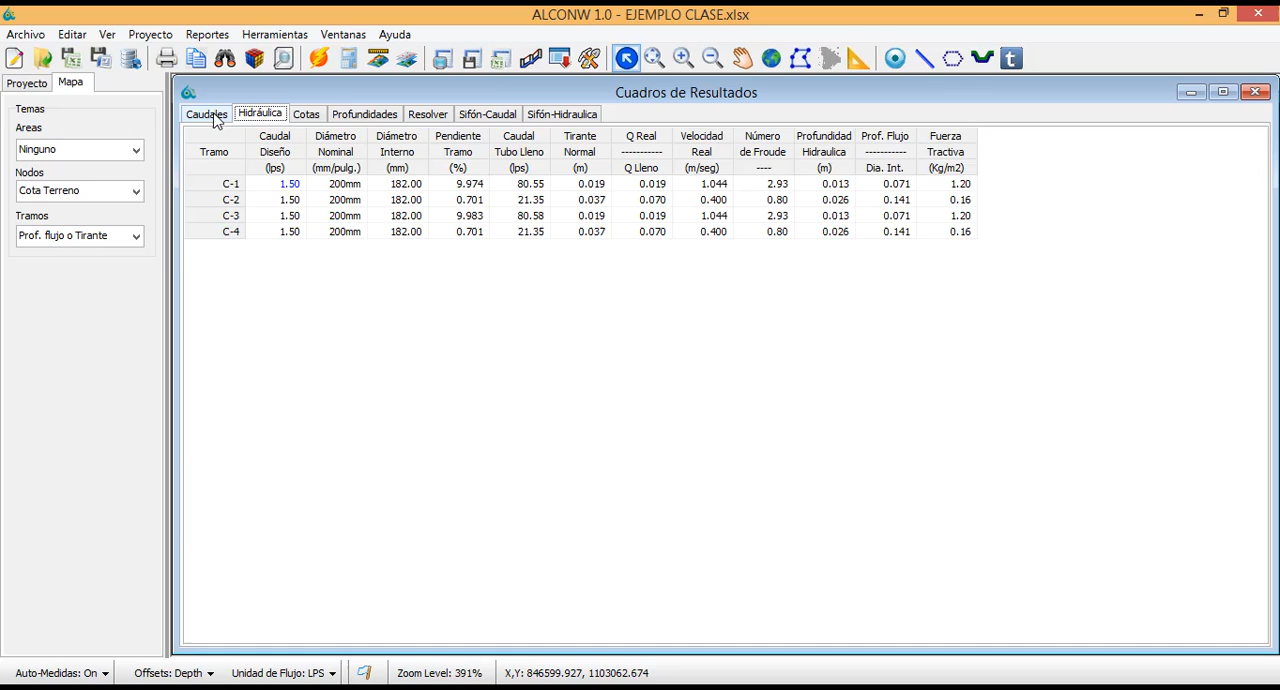 ALCONW 1.0 - EJEMPLO CLASE.xlsx
Archivo Editar Ver Proyecto Reportes Herramientas Ventanas Ayuda
Proyecto Mapa
Temas
Areas
Ninguno
Nodos
Cota Terreno
Tramos
Prof. flujo o Tirante
Cuadros de Resultados
Caudales Hidráulica Cotas Profundidades Resolver Sifón-Caudal Sifón-Hidraulica
Caudal Diámetro Diámetro Pendiente Caudal Tirante Q Real Velocidad Número Profundidad Prof. Flujo Fuerza
Tramo Diseño Nominal Interno Tramo Tubo Lleno Normal ----------- Real de Froude Hidraulica ----------- Tractiva
(lps) (mm/pulg.) (mm) (%) (lps) (m) Q Lleno (m/seg) ---- (m) Dia. Int. (Kg/m2)
C-1 1.50 200mm 182.00 9.974 80.55 0.019 0.019 1.044 2.93 0.013 0.071 1.20
C-2 1.50 200mm 182.00 0.701 21.35 0.037 0.070 0.400 0.80 0.026 0.141 0.16
C-3 1.50 200mm 182.00 9.983 80.58 0.019 0.019 1.044 2.93 0.013 0.071 1.20
C-4 1.50 200mm 182.00 0.701 21.35 0.037 0.070 0.400 0.80 0.026 0.141 0.16
Auto-Medidas: On Offsets: Depth Unidad de Flujo: LPS Zoom Level: 391% X,Y: 846599.927, 1103062.674